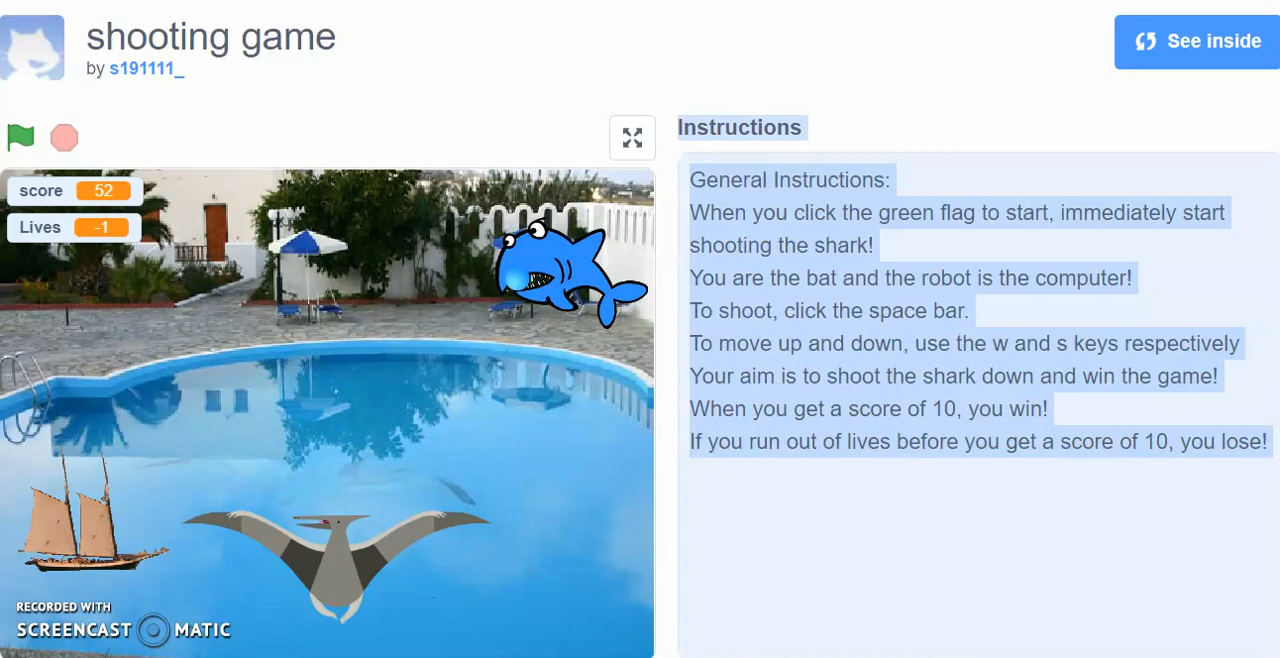 shooting game
by s191111_
See inside
score 52
Lives -1
Instructions
General Instructions:
When you click the green flag to start, immediately start
shooting the shark!
You are the bat and the robot is the computer!
To shoot, click the space bar.
To move up and down, use the w and s keys respectively
Your aim is to shoot the shark down and win the game!
When you get a score of 10, you win!
If you run out of lives before you get a score of 10, you lose!
RECORDED WITH
SCREENCAST MATIC